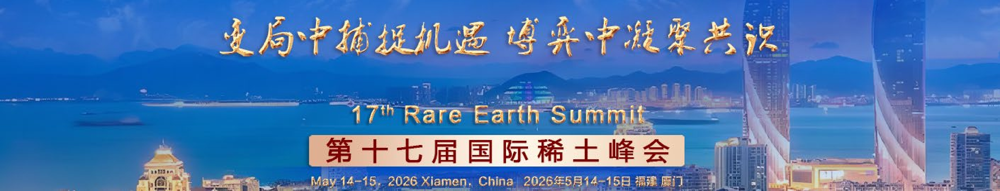 变局中捕捉机遇 博弈中凝聚共识
17th Rare Earth Summit
第十七届国际稀土峰会
May 14-15, 2026 Xiamen, China 2026年5月14-15日 福建 厦门